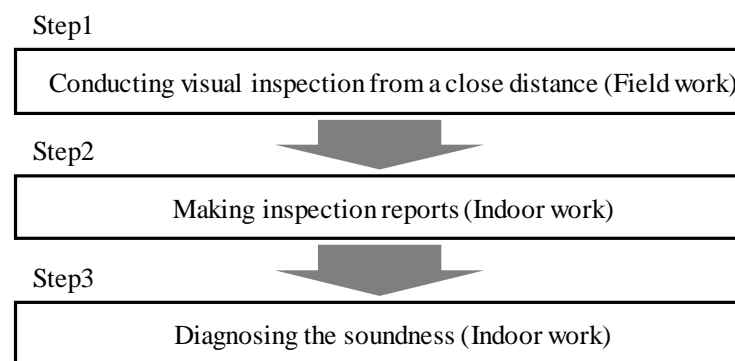 Step1
Conducting visual inspection from a close distance (Field work)
Step2
Making inspection reports (Indoor work)
Step3
Diagnosing the soundness (Indoor work)